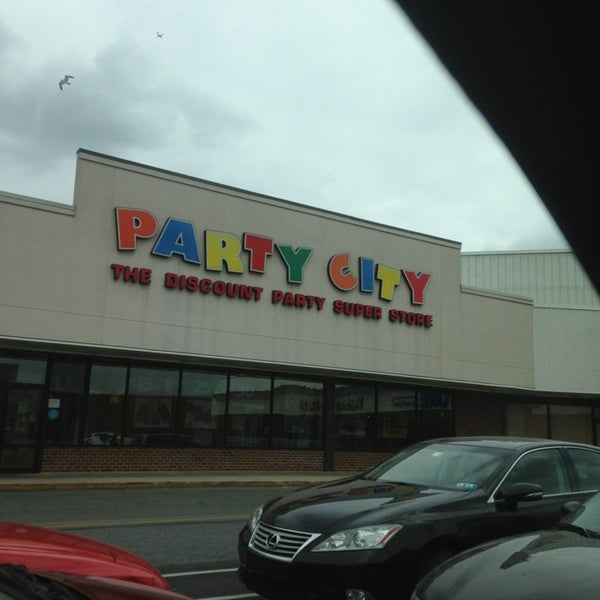 PARTY CITY
THE DISCOUNT PARTY SUPER STORE